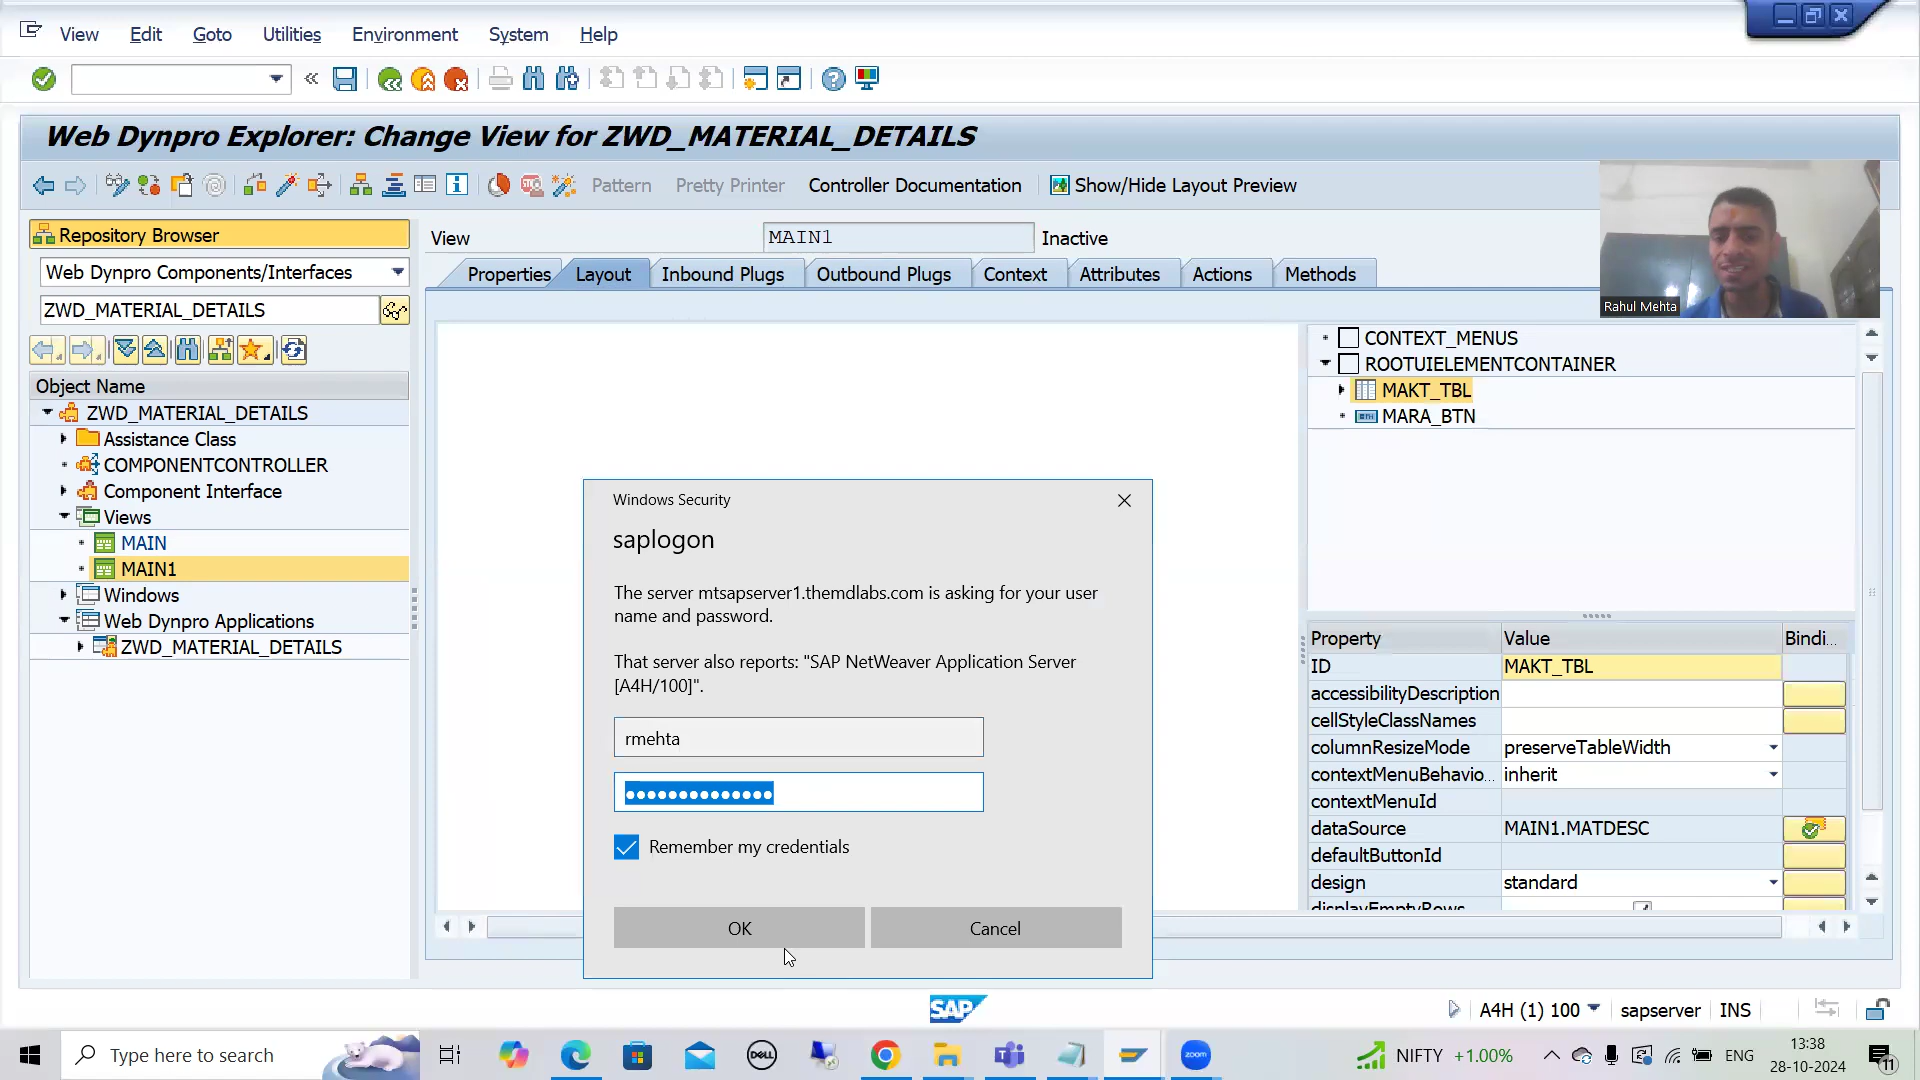 View Edit Goto Utilities Environment System Help
Web Dynpro Explorer: Change View for ZWD_MATERIAL_DETAILS
Pattern Pretty Printer Controller Documentation Show/Hide Layout Preview
Repository Browser
Web Dynpro Components/Interfaces
ZWD_MATERIAL_DETAILS
Object Name
ZWD_MATERIAL_DETAILS
Assistance Class
COMPONENTCONTROLLER
Component Interface
Views
MAIN
MAIN1
Windows
Web Dynpro Applications
ZWD_MATERIAL_DETAILS
View MAIN1 Inactive
Properties Layout Inbound Plugs Outbound Plugs Context Attributes Actions Methods
Rahul Mehta
CONTEXT_MENUS
ROOTUIELEMENTCONTAINER
MAKT_TBL
MARA_BTN
Windows Security
saplogon
The server mtsapserver1.themdlabs.com is asking for your user
name and password.
That server also reports: "SAP NetWeaver Application Server
[A4H/100]".
rmehta
Remember my credentials
OK Cancel
Property Value Bindi...
ID MAKT_TBL
accessibilityDescription
cellStyleClassNames
columnResizeMode preserveTableWidth
contextMenuBehavio... inherit
contextMenuId
dataSource MAIN1.MATDESC
defaultButtonId
design standard
displayEmptyRows
SAP
A4H (1) 100 sapserver INS
Type here to search
DELL
zoom
NIFTY +1.00%
ENG
13:38
28-10-2024
11